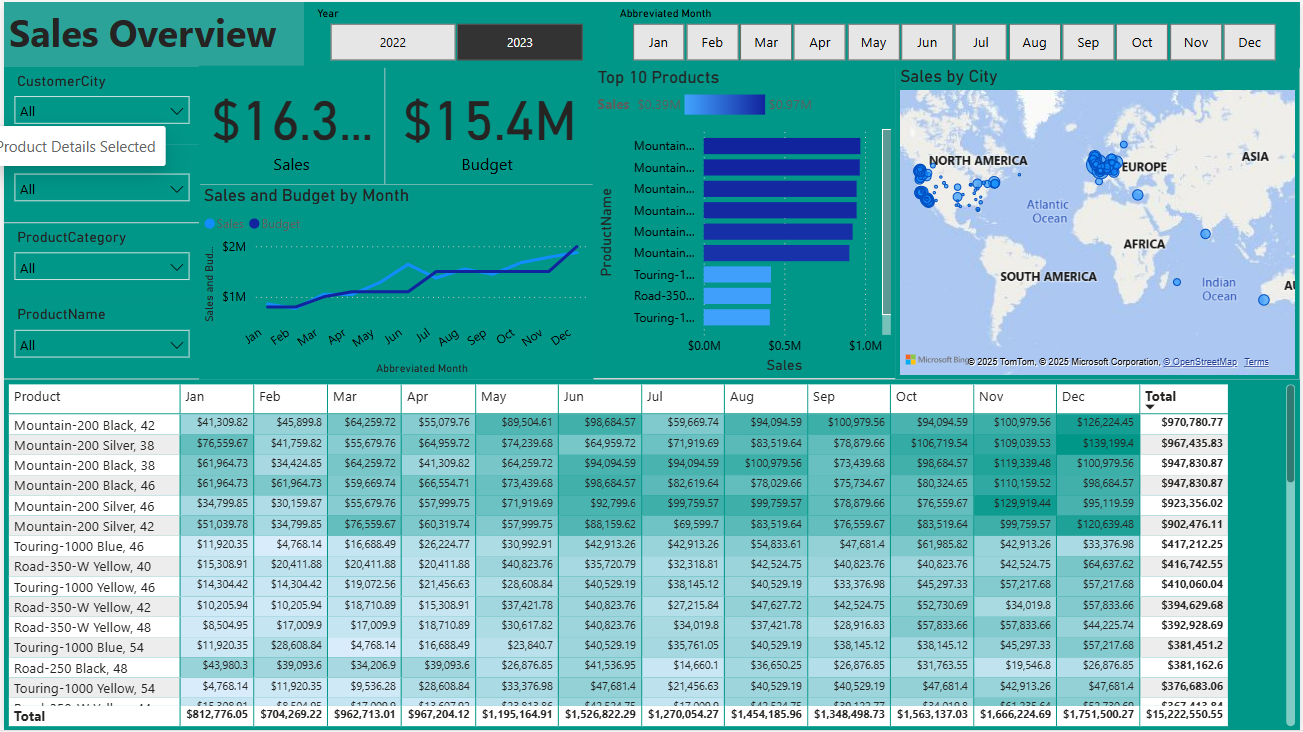 Sales Overview
Year
2022
2023
Abbreviated Month
Jan Feb Mar Apr May Jun Jul Aug Sep Oct Nov Dec
CustomerCity
All
Product Details Selected
All
ProductCategory
All
ProductName
All
$16.3...
Sales
$15.4M
Budget
Sales and Budget by Month
Sales Budget
Sales and Bud...
$2M
$1M
Jan Feb Mar Apr May Jun Jul Aug Sep Oct Nov Dec
Abbreviated Month
Top 10 Products
Sales $0.39M $0.97M
ProductName
Mountain...
Mountain...
Mountain...
Mountain...
Mountain...
Mountain...
Touring-1...
Road-350...
Touring-1...
$0.0M $0.5M $1.0M
Sales
Sales by City
NORTH AMERICA
EUROPE
ASIA
Atlantic
Ocean
AFRICA
SOUTH AMERICA
Indian
Ocean
AU
Microsoft Bing
© 2025 TomTom, © 2025 Microsoft Corporation, © OpenStreetMap Terms
Product Jan Feb Mar Apr May Jun Jul Aug Sep Oct Nov Dec Total
Mountain-200 Black, 42 $41,309.82 $45,899.8 $64,259.72 $55,079.76 $89,504.61 $98,684.57 $59,669.74 $94,094.59 $100,979.56 $94,094.59 $100,979.56 $126,224.45 $970,780.77
Mountain-200 Silver, 38 $76,559.67 $41,759.82 $55,679.76 $64,959.72 $74,239.68 $64,959.72 $71,919.69 $83,519.64 $78,879.66 $106,719.54 $109,039.53 $139,199.4 $967,435.83
Mountain-200 Black, 38 $61,964.73 $34,424.85 $64,259.72 $41,309.82 $64,259.72 $94,094.59 $94,094.59 $100,979.56 $73,439.68 $98,684.57 $119,339.48 $100,979.56 $947,830.87
Mountain-200 Black, 46 $61,964.73 $61,964.73 $59,669.74 $66,554.71 $73,439.68 $98,684.57 $82,619.64 $78,029.66 $75,734.67 $80,324.65 $110,159.52 $98,684.57 $947,830.87
Mountain-200 Silver, 46 $34,799.85 $30,159.87 $55,679.76 $57,999.75 $71,919.69 $92,799.6 $99,759.57 $99,759.57 $78,879.66 $76,559.67 $129,919.44 $95,119.59 $923,356.02
Mountain-200 Silver, 42 $51,039.78 $34,799.85 $76,559.67 $60,319.74 $57,999.75 $88,159.62 $69,599.7 $83,519.64 $76,559.67 $83,519.64 $99,759.57 $120,639.48 $902,476.11
Touring-1000 Blue, 46 $11,920.35 $4,768.14 $16,688.49 $26,224.77 $30,992.91 $42,913.26 $42,913.26 $54,833.61 $47,681.4 $61,985.82 $42,913.26 $33,376.98 $417,212.25
Road-350-W Yellow, 40 $15,308.91 $20,411.88 $20,411.88 $20,411.88 $40,823.76 $35,720.79 $32,318.81 $42,524.75 $40,823.76 $40,823.76 $42,524.75 $64,637.62 $416,742.55
Touring-1000 Yellow, 46 $14,304.42 $14,304.42 $19,072.56 $21,456.63 $28,608.84 $40,529.19 $38,145.12 $40,529.19 $33,376.98 $45,297.33 $57,217.68 $57,217.68 $410,060.04
Road-350-W Yellow, 42 $10,205.94 $10,205.94 $18,710.89 $15,308.91 $37,421.78 $40,823.76 $27,215.84 $47,627.72 $42,524.75 $52,730.69 $34,019.8 $57,833.66 $394,629.68
Road-350-W Yellow, 48 $8,504.95 $17,009.9 $17,009.9 $18,710.89 $30,617.82 $40,823.76 $34,019.8 $37,421.78 $28,916.83 $57,833.66 $57,833.66 $44,225.74 $392,928.69
Touring-1000 Blue, 54 $11,920.35 $28,608.84 $4,768.14 $16,688.49 $23,840.7 $40,529.19 $35,761.05 $40,529.19 $38,145.12 $38,145.12 $45,297.33 $57,217.68 $381,451.2
Road-250 Black, 48 $43,980.3 $39,093.6 $34,206.9 $39,093.6 $26,876.85 $41,536.95 $14,660.1 $36,650.25 $26,876.85 $31,763.55 $19,546.8 $26,876.85 $381,162.6
Touring-1000 Yellow, 54 $4,768.14 $11,920.35 $9,536.28 $28,608.84 $33,376.98 $47,681.4 $21,456.63 $40,529.19 $40,529.19 $47,681.4 $42,913.26 $47,681.4 $376,683.06
Total $812,776.05 $704,269.22 $962,713.01 $967,204.12 $1,195,164.91 $1,526,822.29 $1,270,054.27 $1,454,185.96 $1,348,498.73 $1,563,137.03 $1,666,224.69 $1,751,500.27 $15,222,550.55